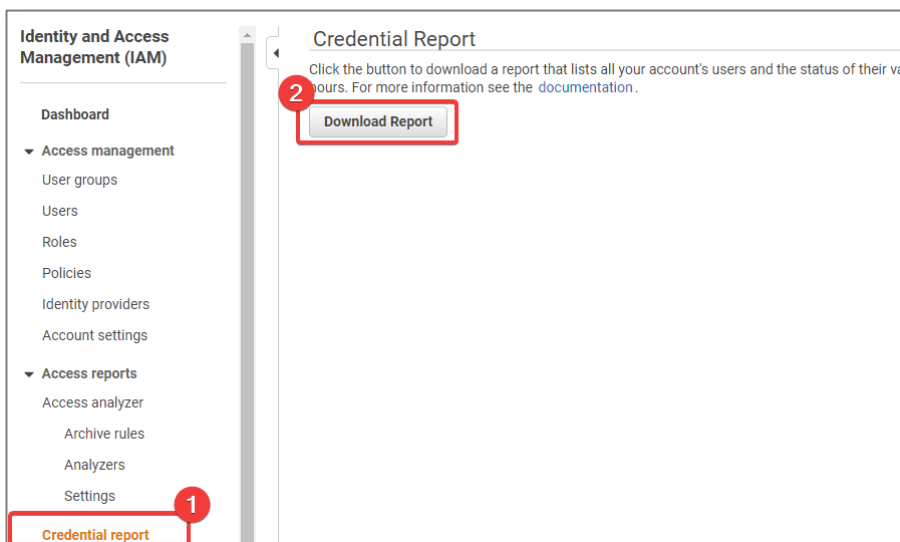 Identity and Access
Management (IAM)
Dashboard
Access management
User groups
Users
Roles
Policies
Identity providers
Account settings
Access reports
Access analyzer
Archive rules
Analyzers
Settings
1
Credential report
Credential Report
Click the button to download a report that lists all your account's users and the status of their
2
hours. For more information see the documentation.
Download Report